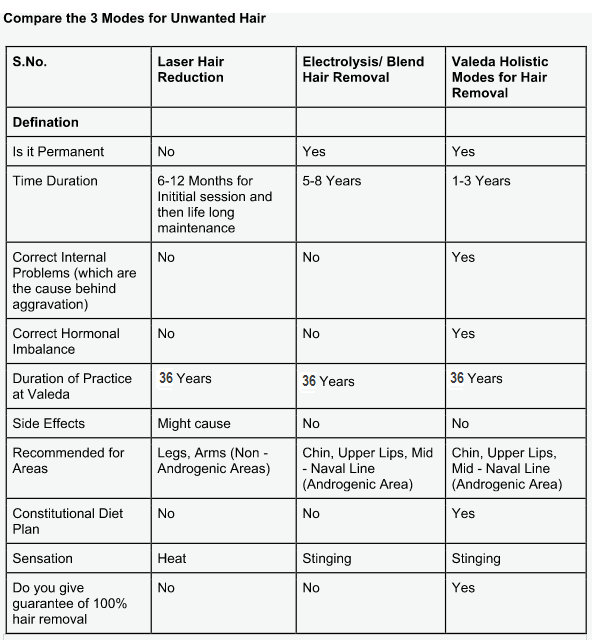 Compare the 3 Modes for Unwanted Hair
S.No.
Laser Hair
Reduction
Electrolysis/ Blend
Hair Removal
Valeda Holistic
Modes for Hair
Removal
Defination
Is it Permanent
No
Yes
Yes
Time Duration
6-12 Months for
Inititial session and
then life long
maintenance
5-8 Years
1-3 Years
Correct Internal
Problems (which are
the cause behind
aggravation)
No
No
Yes
Correct Hormonal
Imbalance
No
No
Yes
Duration of Practice
at Valeda
36 Years
36 Years
36 Years
Side Effects
Might cause
No
No
Recommended for
Areas
Legs, Arms (Non -
Androgenic Areas)
Chin, Upper Lips, Mid
- Naval Line
(Androgenic Area)
Chin, Upper Lips,
Mid - Naval Line
(Androgenic Area)
Constitutional Diet
Plan
No
No
Yes
Sensation
Heat
Stinging
Stinging
Do you give
guarantee of 100%
hair removal
No
No
Yes